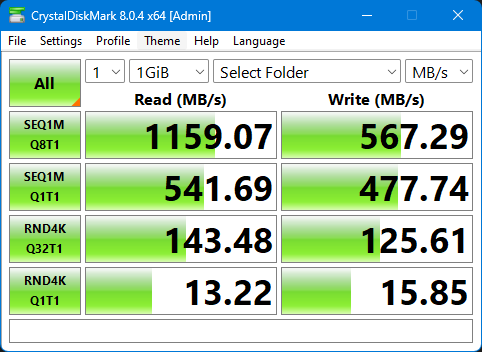 CrystalDiskMark 8.0.4 x64 [Admin]
File Settings Profile Theme Help Language
All 1 1GiB Select Folder MB/s
Read (MB/s) Write (MB/s)
SEQ1M
Q8T1 1159.07 567.29
SEQ1M
Q1T1 541.69 477.74
RND4K
Q32T1 143.48 125.61
RND4K
Q1T1 13.22 15.85